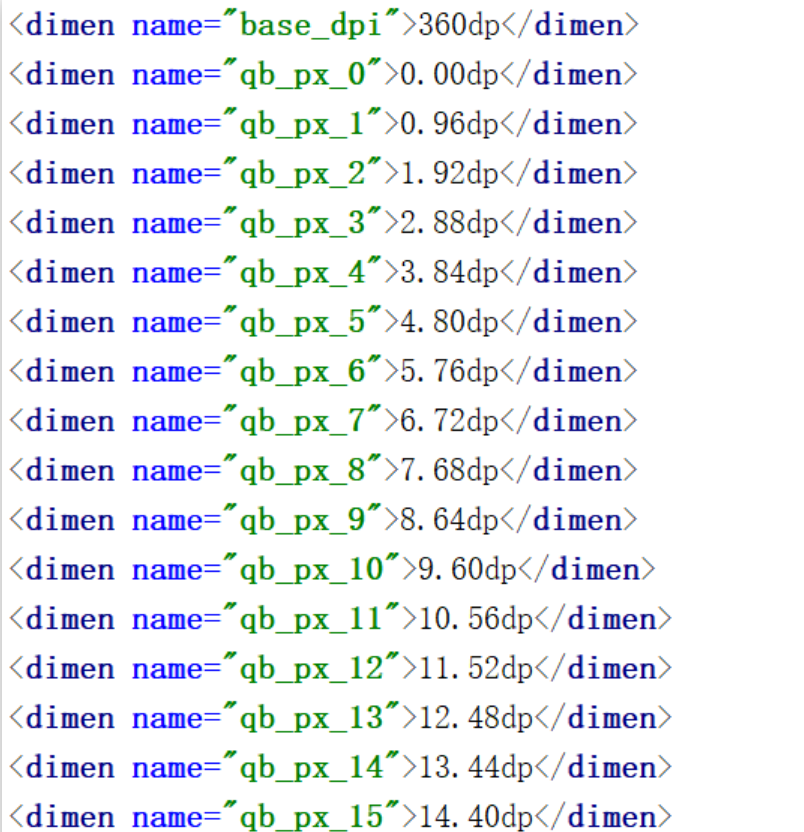 <dimen name="base_dpi">360dp</dimen>
<dimen name="qb_px_0">0.00dp</dimen>
<dimen name="qb_px_1">0.96dp</dimen>
<dimen name="qb_px_2">1.92dp</dimen>
<dimen name="qb_px_3">2.88dp</dimen>
<dimen name="qb_px_4">3.84dp</dimen>
<dimen name="qb_px_5">4.80dp</dimen>
<dimen name="qb_px_6">5.76dp</dimen>
<dimen name="qb_px_7">6.72dp</dimen>
<dimen name="qb_px_8">7.68dp</dimen>
<dimen name="qb_px_9">8.64dp</dimen>
<dimen name="qb_px_10">9.60dp</dimen>
<dimen name="qb_px_11">10.56dp</dimen>
<dimen name="qb_px_12">11.52dp</dimen>
<dimen name="qb_px_13">12.48dp</dimen>
<dimen name="qb_px_14">13.44dp</dimen>
<dimen name="qb_px_15">14.40dp</dimen>